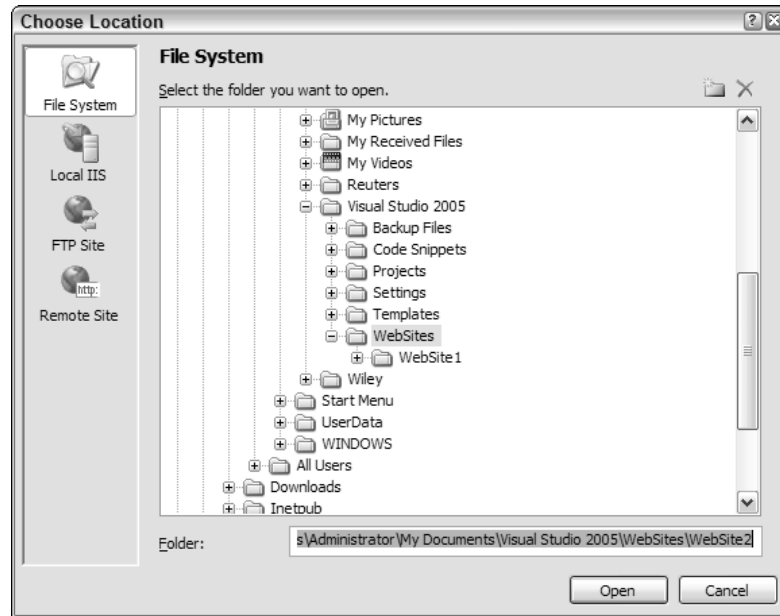 Choose Location
File System
Local IIS
FTP Site
http:
Remote Site
File System
Select the folder you want to open.
My Pictures
My Received Files
My Videos
Reuters
Visual Studio 2005
Backup Files
Code Snippets
Projects
Settings
Templates
WebSites
WebSite1
Wiley
Start Menu
UserData
WINDOWS
All Users
Downloads
Inetpub
Folder: s\Administrator\My Documents\Visual Studio 2005\WebSites\WebSite2
Open Cancel